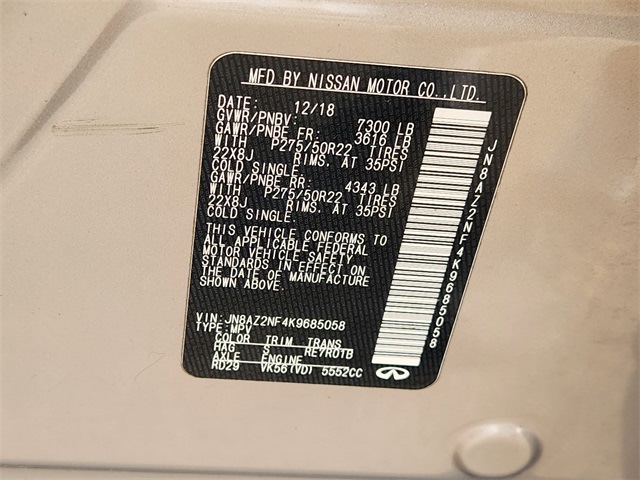 MFD BY NISSAN MOTOR CO.,LTD.
DATE: 12/18
GVWR/PNBV: 7300 LB
GAWR/PNBE FR: 3616 LB
WITH P275/50R22 TIRES
22X8J RIMS, AT 35PSI
COLD SINGLE.
GAWR/PNBE RR: 4343 LB
WITH P275/50R22 TIRES
22X8J RIMS, AT 35PSI
COLD SINGLE.
THIS VEHICLE CONFORMS TO
ALL APPLICABLE FEDERAL
MOTOR VEHICLE SAFETY
STANDARDS IN EFFECT ON
THE DATE OF MANUFACTURE
SHOWN ABOVE.
VIN: JN8AZ2NF4K9685058
TYPE: MPV
COLOR TRIM TRANS
HAG S RE7R01B
AXLE ENGINE
RD29 VK56(VD) 5552CC
JN8AZ2NF4K9685058